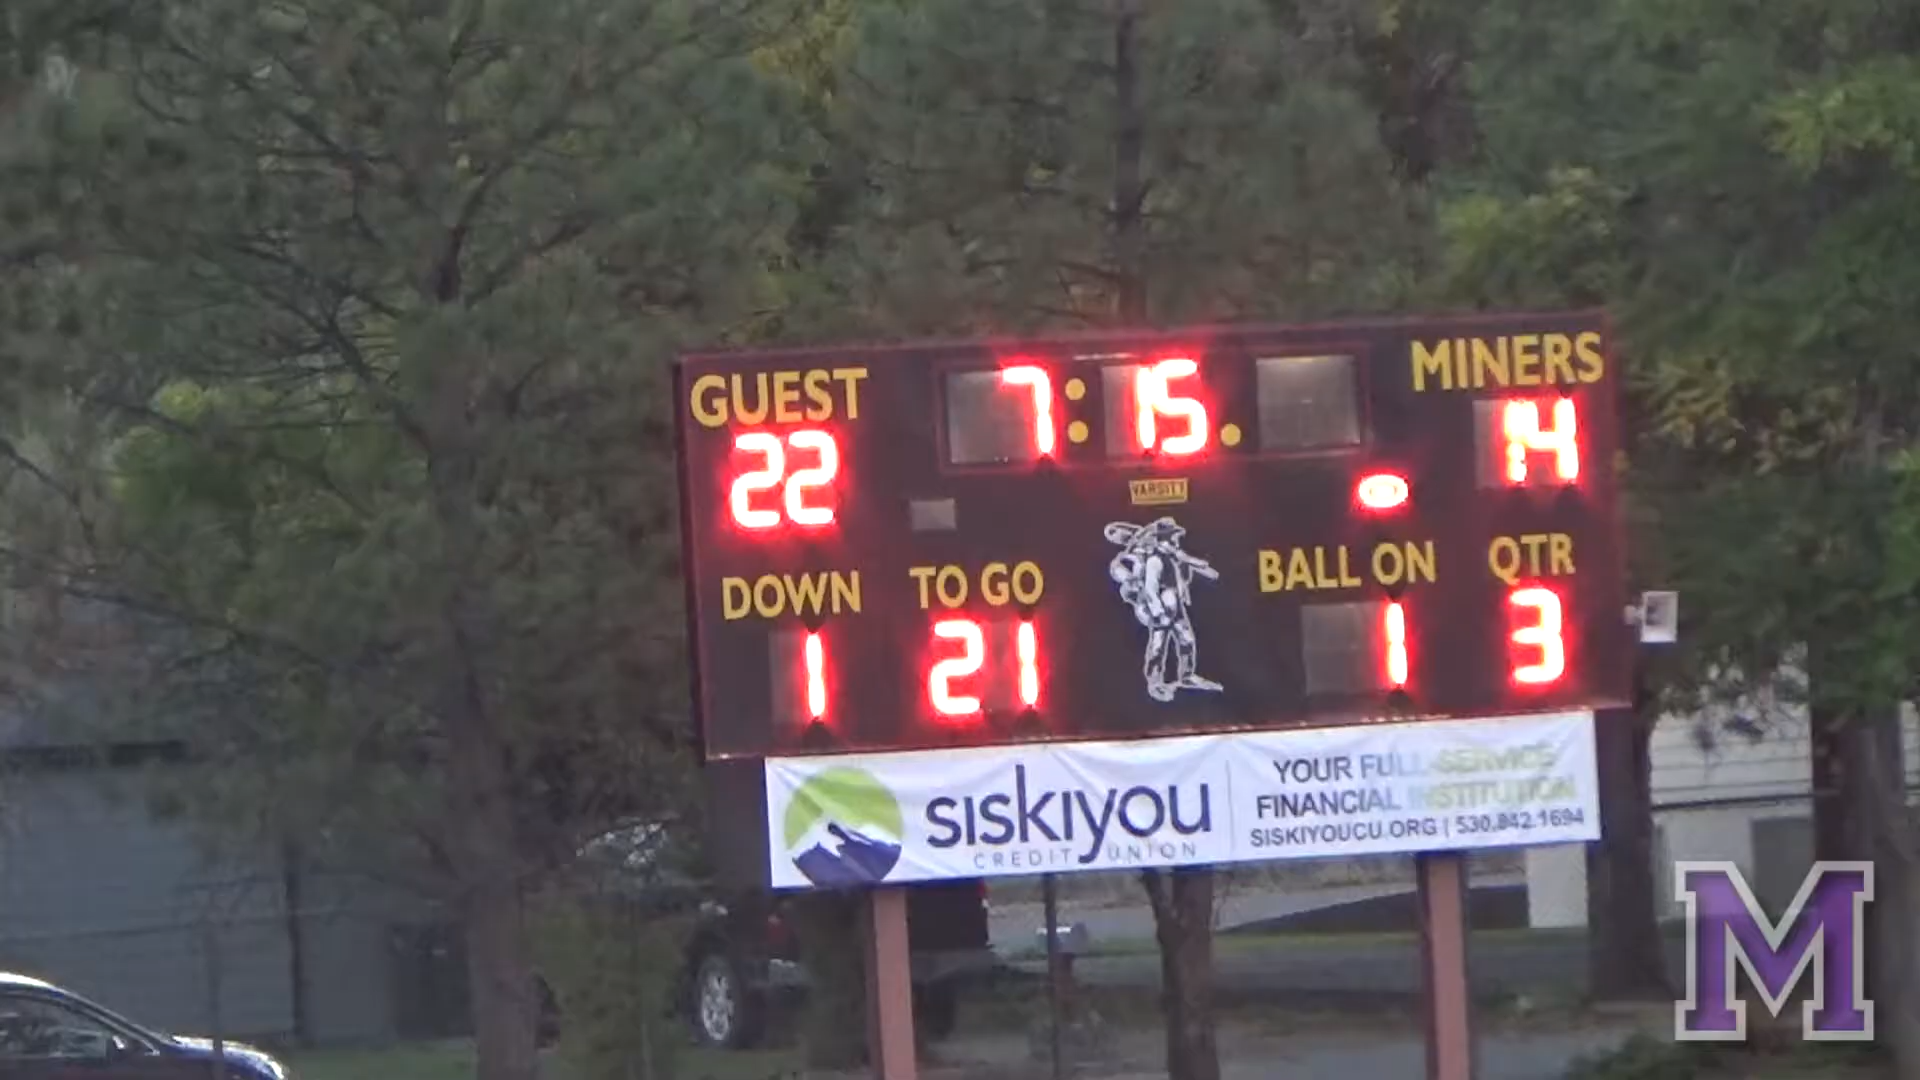 GUEST 7:15. MINERS
22 14
VARSITY
DOWN TO GO BALL ON QTR
1 21 1 3
siskiyou
CREDIT UNION
YOUR FULL-SERVICE
FINANCIAL INSTITUTION
SISKIYOUCU.ORG | 530.842.1694
M